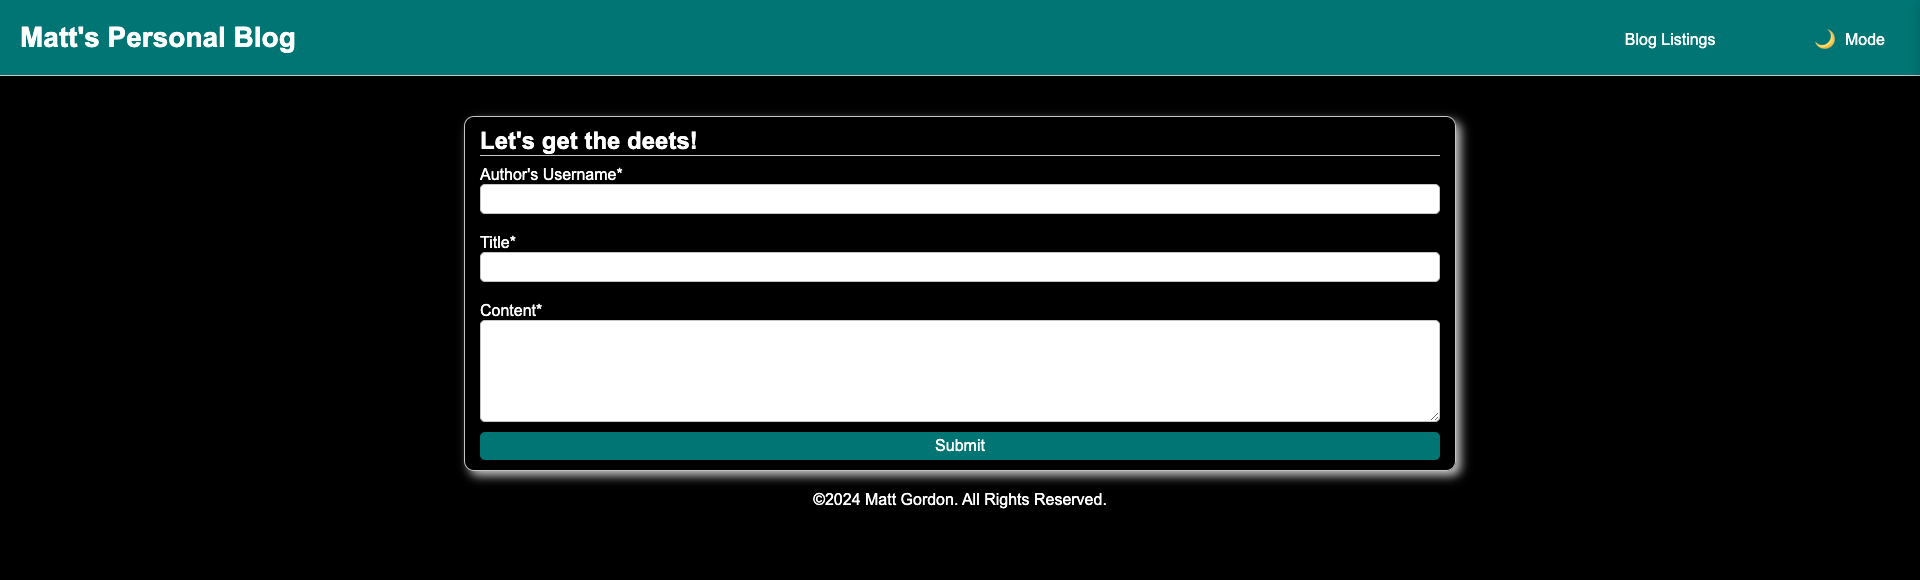 Matt's Personal Blog
Blog Listings
🌙 Mode
Let's get the deets!
Author's Username*
Title*
Content*
Submit
©2024 Matt Gordon. All Rights Reserved.